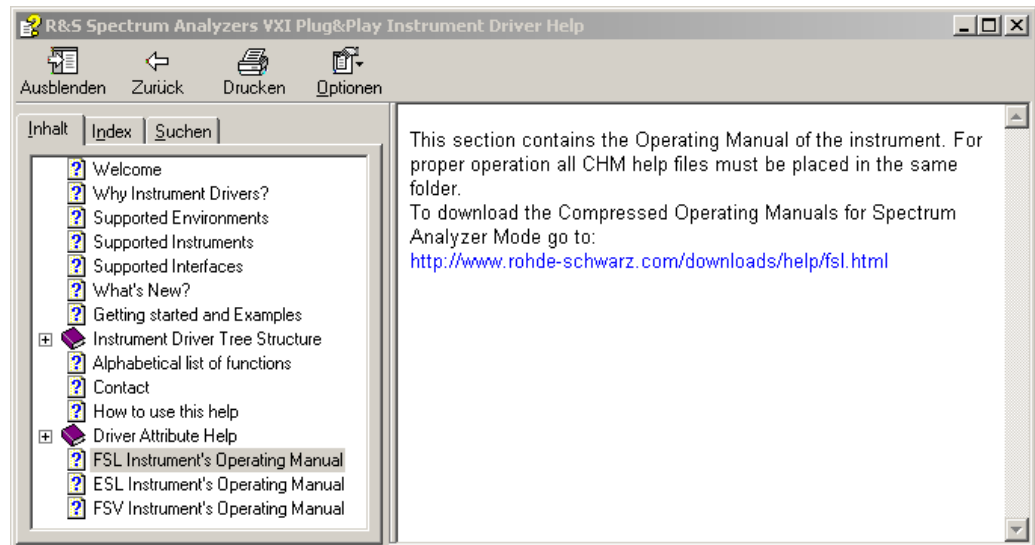 R&S Spectrum Analyzers VXI Plug&Play Instrument Driver Help
Ausblenden Zurück Drucken Optionen
Inhalt Index Suchen
Welcome
Why Instrument Drivers?
Supported Environments
Supported Instruments
Supported Interfaces
What's New?
Getting started and Examples
Instrument Driver Tree Structure
Alphabetical list of functions
Contact
How to use this help
Driver Attribute Help
FSL Instrument's Operating Manual
ESL Instrument's Operating Manual
FSV Instrument's Operating Manual
This section contains the Operating Manual of the instrument. For
proper operation all CHM help files must be placed in the same
folder.
To download the Compressed Operating Manuals for Spectrum
Analyzer Mode go to:
http://www.rohde-schwarz.com/downloads/help/fsl.html